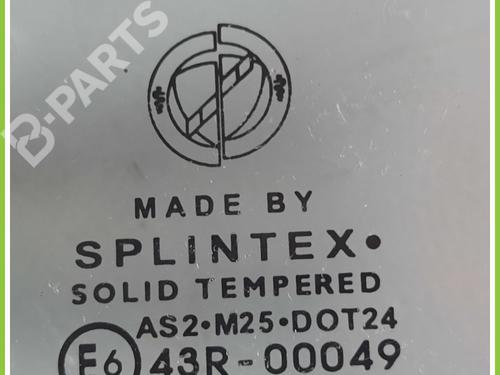 B-PARTS
MADE BY
SPLINTEX•
SOLID TEMPERED
AS2•M25•DOT24
E6 43R-00049